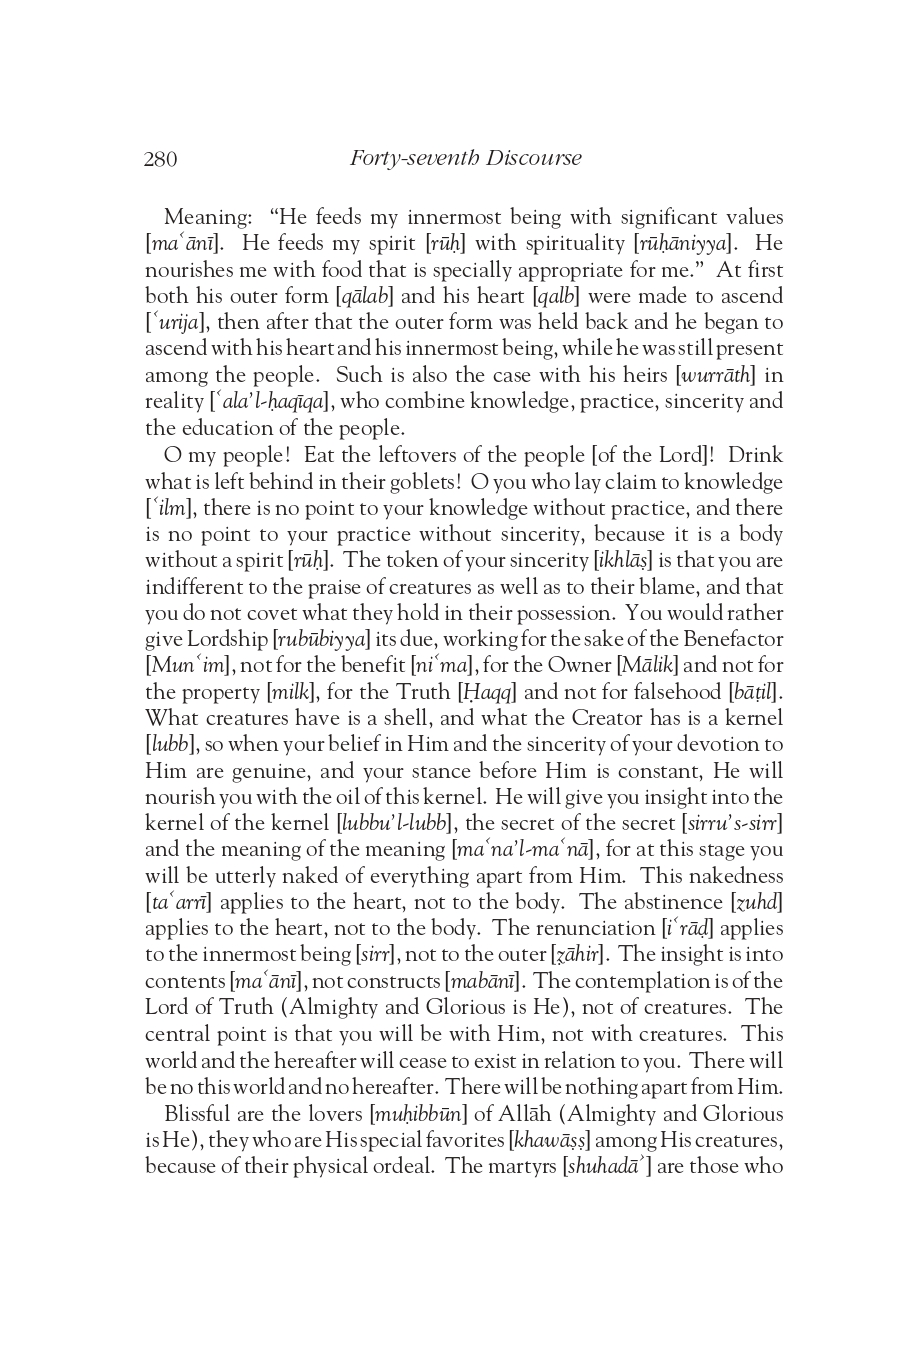 280 Forty-seventh Discourse
Meaning: “He feeds my innermost being with significant values
[maʿānī]. He feeds my spirit [rūḥ] with spirituality [rūḥāniyya]. He
nourishes me with food that is specially appropriate for me.” At first
both his outer form [qālab] and his heart [qalb] were made to ascend
[ʿurija], then after that the outer form was held back and he began to
ascend with his heart and his innermost being, while he was still present
among the people. Such is also the case with his heirs [wurrāth] in
reality [ʿala’l-ḥaqīqa], who combine knowledge, practice, sincerity and
the education of the people.
O my people! Eat the leftovers of the people [of the Lord]! Drink
what is left behind in their goblets! O you who lay claim to knowledge
[ʿilm], there is no point to your knowledge without practice, and there
is no point to your practice without sincerity, because it is a body
without a spirit [rūḥ]. The token of your sincerity [ikhlāṣ] is that you are
indifferent to the praise of creatures as well as to their blame, and that
you do not covet what they hold in their possession. You would rather
give Lordship [rubūbiyya] its due, working for the sake of the Benefactor
[Munʿim], not for the benefit [niʿma], for the Owner [Mālik] and not for
the property [milk], for the Truth [Ḥaqq] and not for falsehood [bāṭil].
What creatures have is a shell, and what the Creator has is a kernel
[lubb], so when your belief in Him and the sincerity of your devotion to
Him are genuine, and your stance before Him is constant, He will
nourish you with the oil of this kernel. He will give you insight into the
kernel of the kernel [lubbu’l-lubb], the secret of the secret [sirru’s-sirr]
and the meaning of the meaning [maʿna’l-maʿnā], for at this stage you
will be utterly naked of everything apart from Him. This nakedness
[taʿarrī] applies to the heart, not to the body. The abstinence [zuhd]
applies to the heart, not to the body. The renunciation [iʿrāḍ] applies
to the innermost being [sirr], not to the outer [ẓāhir]. The insight is into
contents [maʿānī], not constructs [mabānī]. The contemplation is of the
Lord of Truth (Almighty and Glorious is He), not of creatures. The
central point is that you will be with Him, not with creatures. This
world and the hereafter will cease to exist in relation to you. There will
be no this world and no hereafter. There will be nothing apart from Him.
Blissful are the lovers [muḥibbūn] of Allāh (Almighty and Glorious
is He), they who are His special favorites [khawāṣṣ] among His creatures,
because of their physical ordeal. The martyrs [shuhadāʾ] are those who